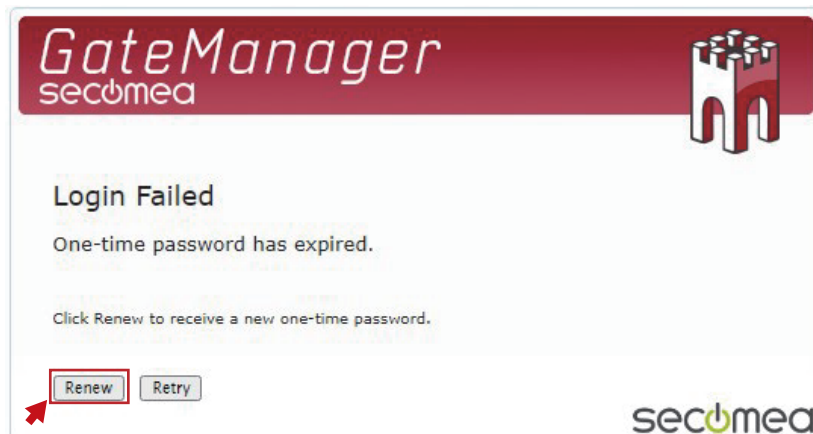 GateManager
secomea
Login Failed
One-time password has expired.
Click Renew to receive a new one-time password.
Renew Retry
secomea